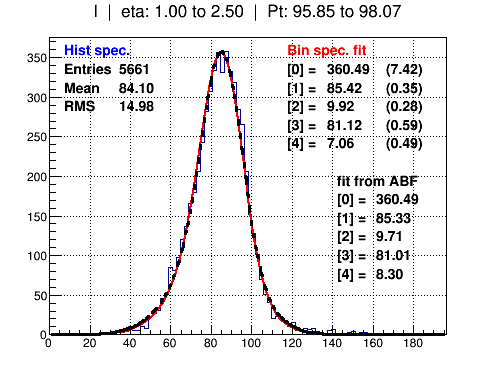 I | eta: 1.00 to 2.50 | Pt: 95.85 to 98.07
Hist spec.
Entries 5661
Mean 84.10
RMS 14.98
Bin spec. fit
[0] = 360.49 (7.42)
[1] = 85.42 (0.35)
[2] = 9.92 (0.28)
[3] = 81.12 (0.59)
[4] = 7.06 (0.49)
fit from ABF
[0] = 360.49
[1] = 85.33
[2] = 9.71
[3] = 81.01
[4] = 8.30
350
300
250
200
150
100
50
0
0 20 40 60 80 100 120 140 160 180